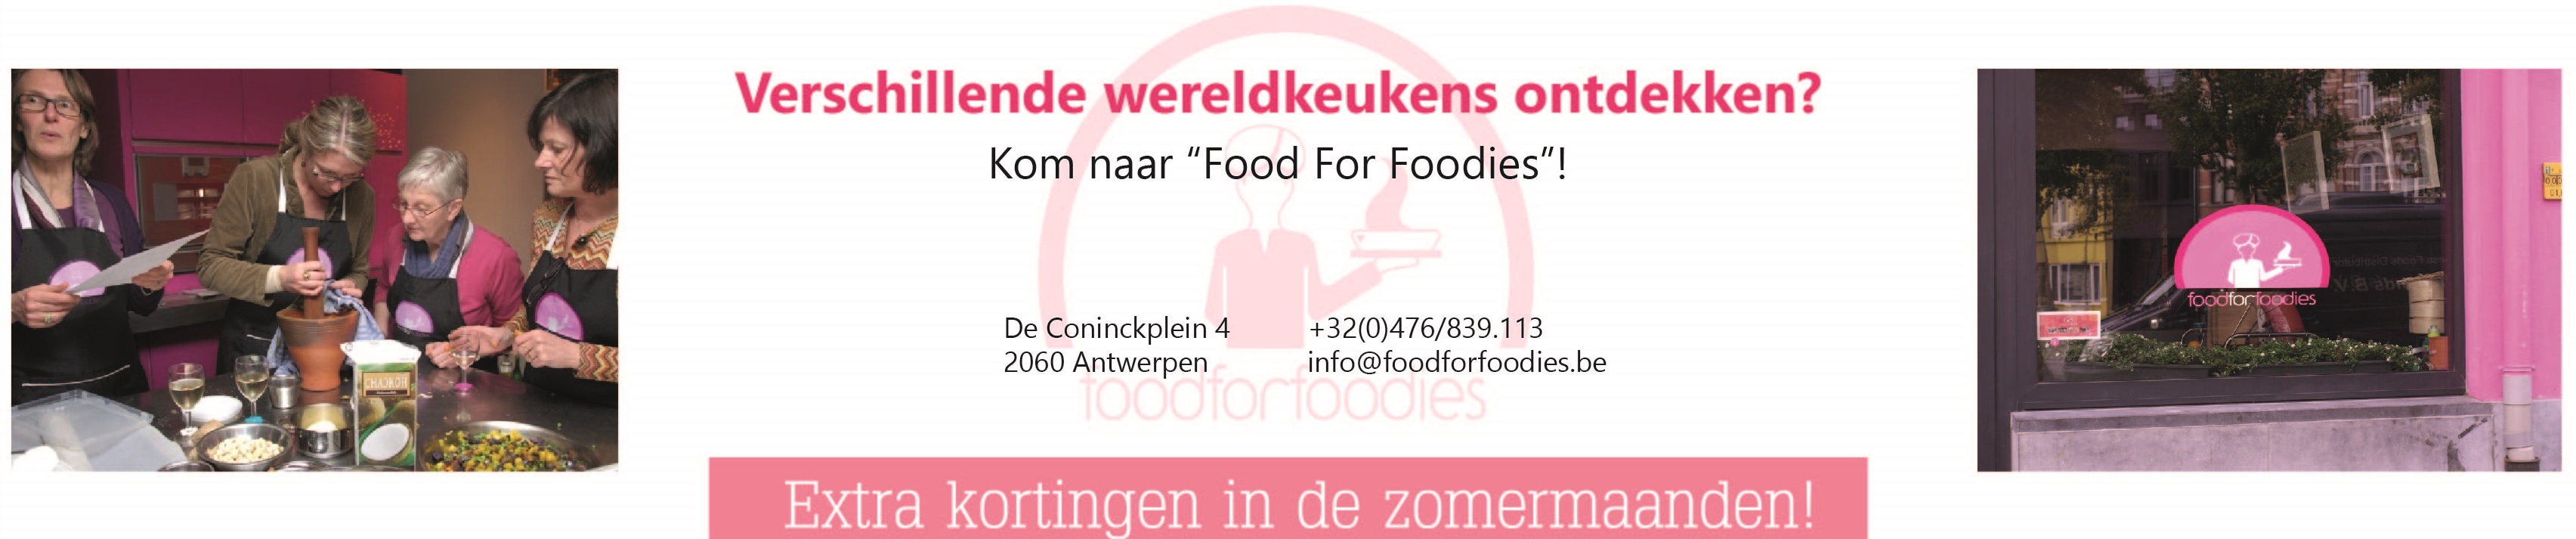 Verschillende wereldkeukens ontdekken?
Kom naar “Food For Foodies”!
De Coninckplein 4
2060 Antwerpen
+32(0)476/839.113
info@foodforfoodies.be
foodforfoodies
Extra kortingen in de zomermaanden!
CHAOKOH
foodforfoodies